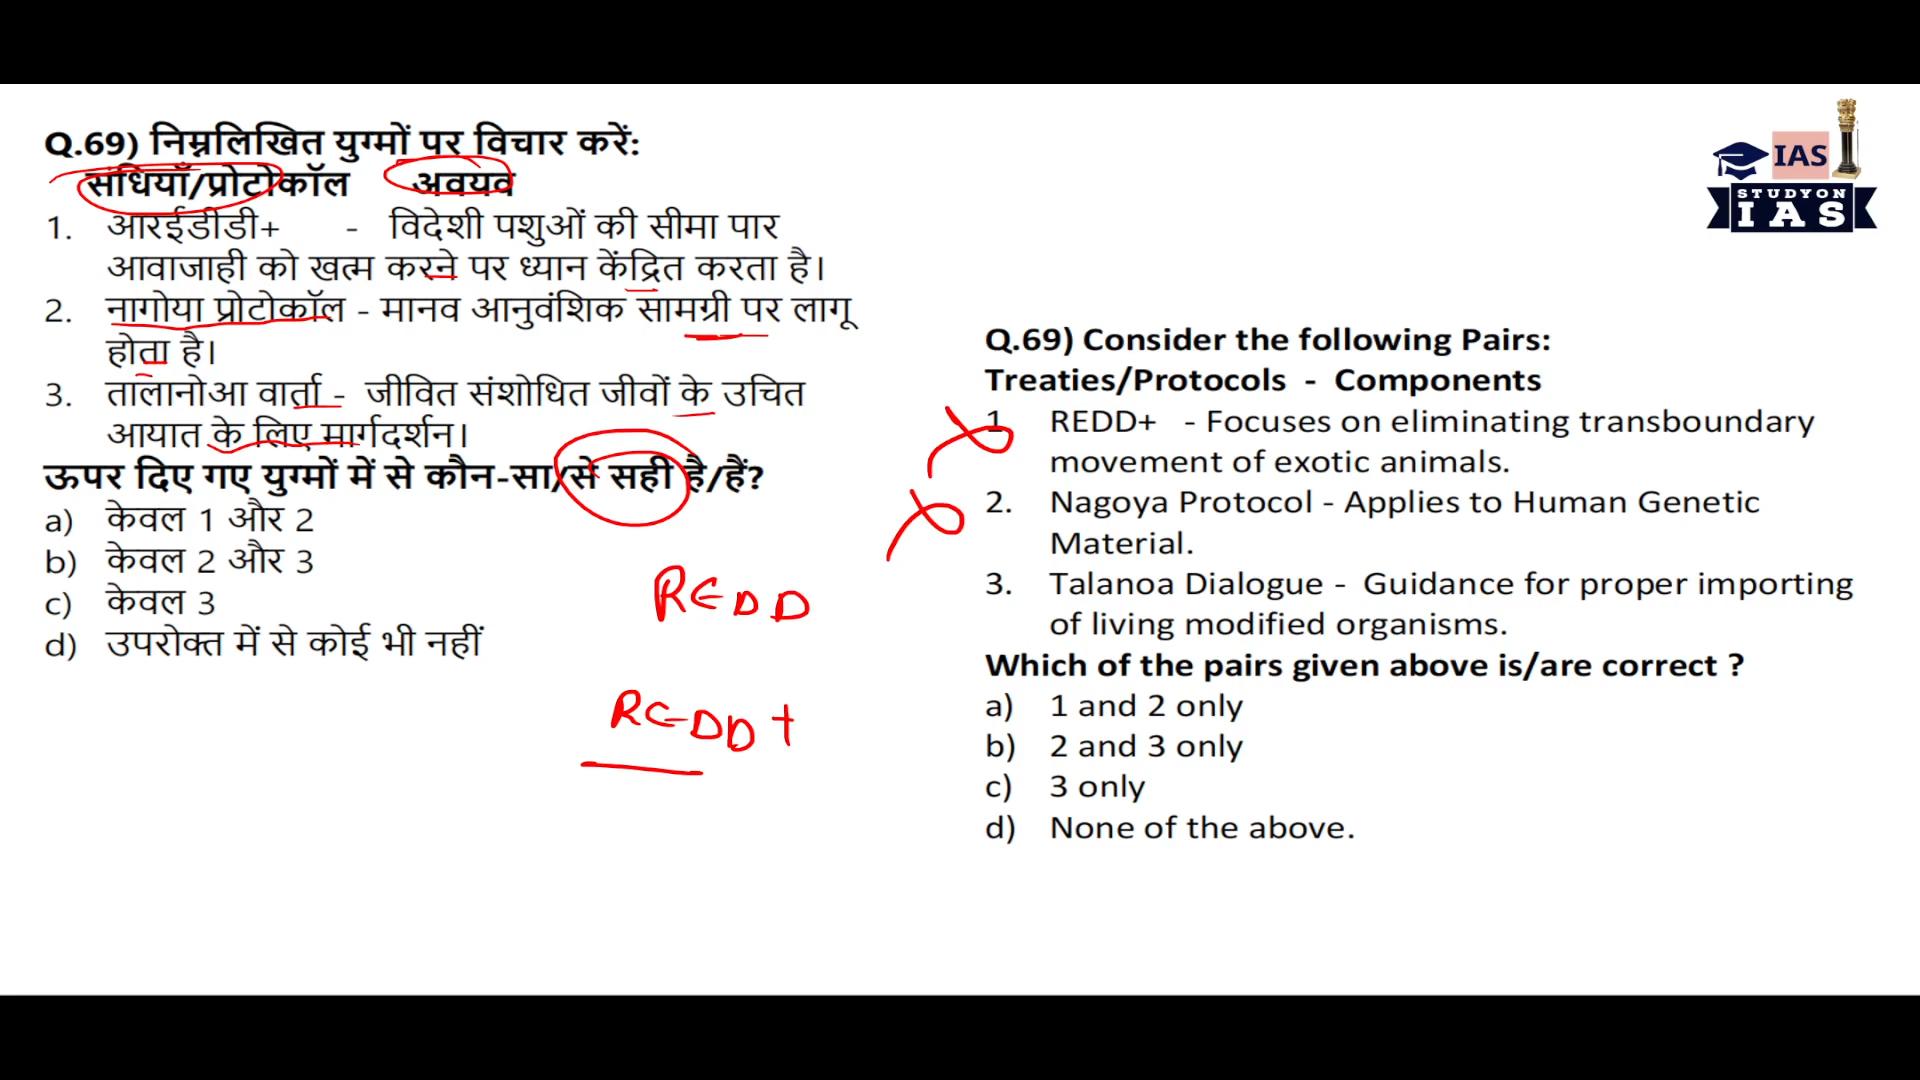 Q.69) निम्नलिखित युग्मों पर विचार करें:
संधियाँ/प्रोटोकॉल अवयव
1. आरईडीडी+ - विदेशी पशुओं की सीमा पार
आवाजाही को खत्म करने पर ध्यान केंद्रित करता है।
2. नागोया प्रोटोकॉल - मानव आनुवंशिक सामग्री पर लागू
होता है।
3. तालानोआ वार्ता - जीवित संशोधित जीवों के उचित
आयात के लिए मार्गदर्शन।
ऊपर दिए गए युग्मों में से कौन-सा/से सही है/हैं?
a) केवल 1 और 2
b) केवल 2 और 3
c) केवल 3
d) उपरोक्त में से कोई भी नहीं
REDD
REDD+
IAS
STUDYON
IAS
Q.69) Consider the following Pairs:
Treaties/Protocols - Components
1 REDD+ - Focuses on eliminating transboundary
movement of exotic animals.
2. Nagoya Protocol - Applies to Human Genetic
Material.
3. Talanoa Dialogue - Guidance for proper importing
of living modified organisms.
Which of the pairs given above is/are correct ?
a) 1 and 2 only
b) 2 and 3 only
c) 3 only
d) None of the above.